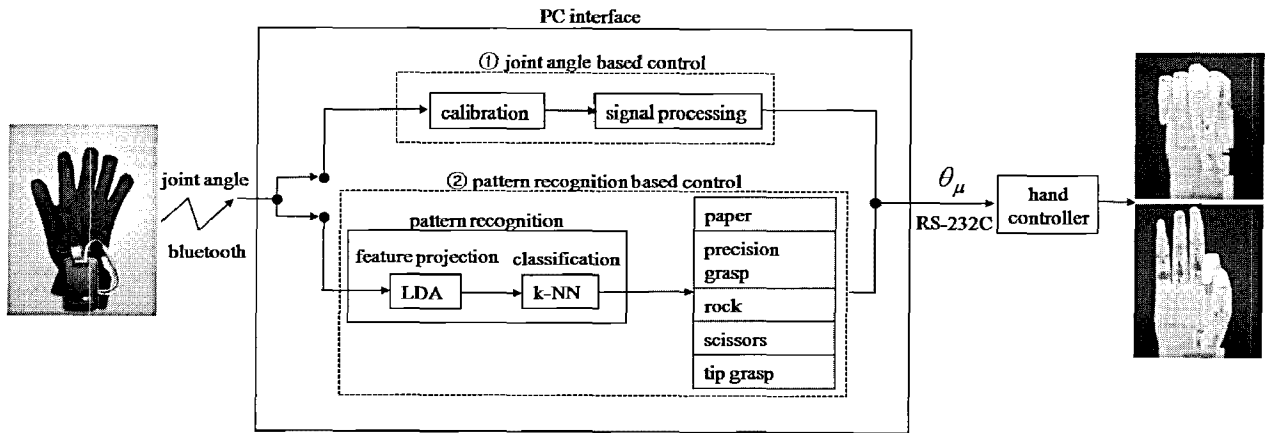 PC interface
① joint angle based control
calibration
signal processing
joint angle
bluetooth
② pattern recognition based control
pattern recognition
feature projection
classification
LDA
k-NN
paper
precision
grasp
rock
scissors
tip grasp
θμ
RS-232C
hand
controller